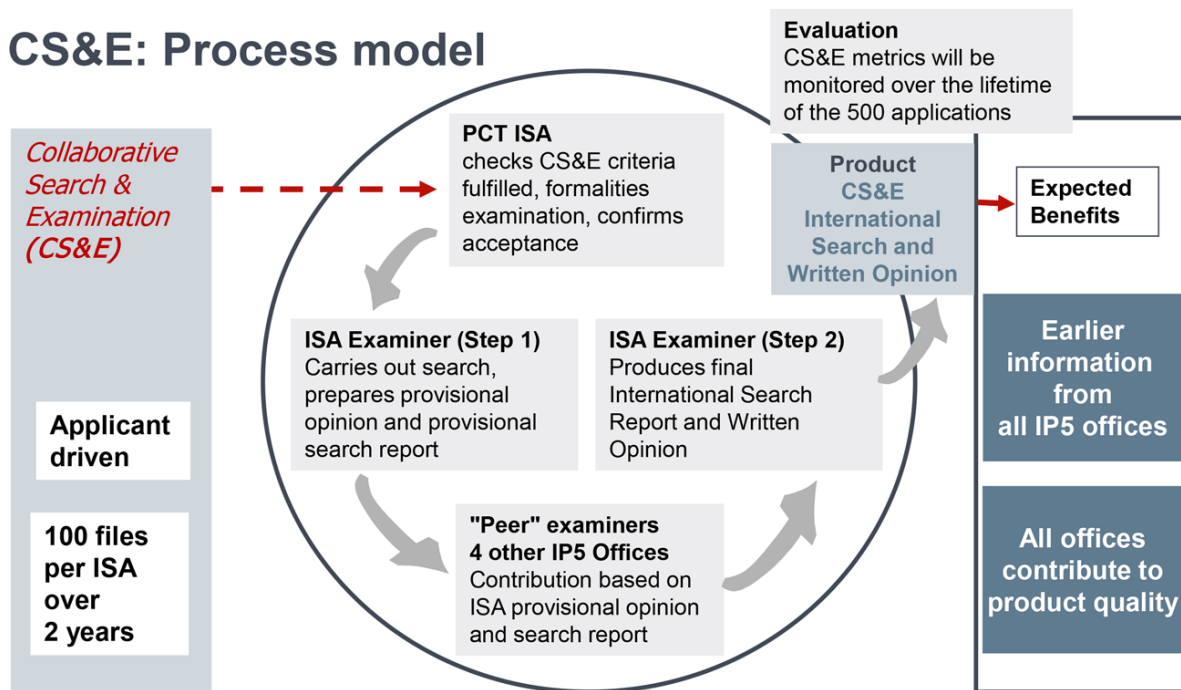 CS&E: Process model
Collaborative
Search &
Examination
(CS&E)
Applicant
driven
100 files
per ISA
over
2 years
PCT ISA
checks CS&E criteria
fulfilled, formalities
examination, confirms
acceptance
ISA Examiner (Step 1)
Carries out search,
prepares provisional
opinion and provisional
search report
"Peer" examiners
4 other IP5 Offices
Contribution based on
ISA provisional opinion
and search report
ISA Examiner (Step 2)
Produces final
International Search
Report and Written
Opinion
Product
CS&E
International
Search and
Written Opinion
Evaluation
CS&E metrics will be
monitored over the lifetime
of the 500 applications
Expected
Benefits
Earlier
information
from
all IP5 offices
All offices
contribute to
product quality